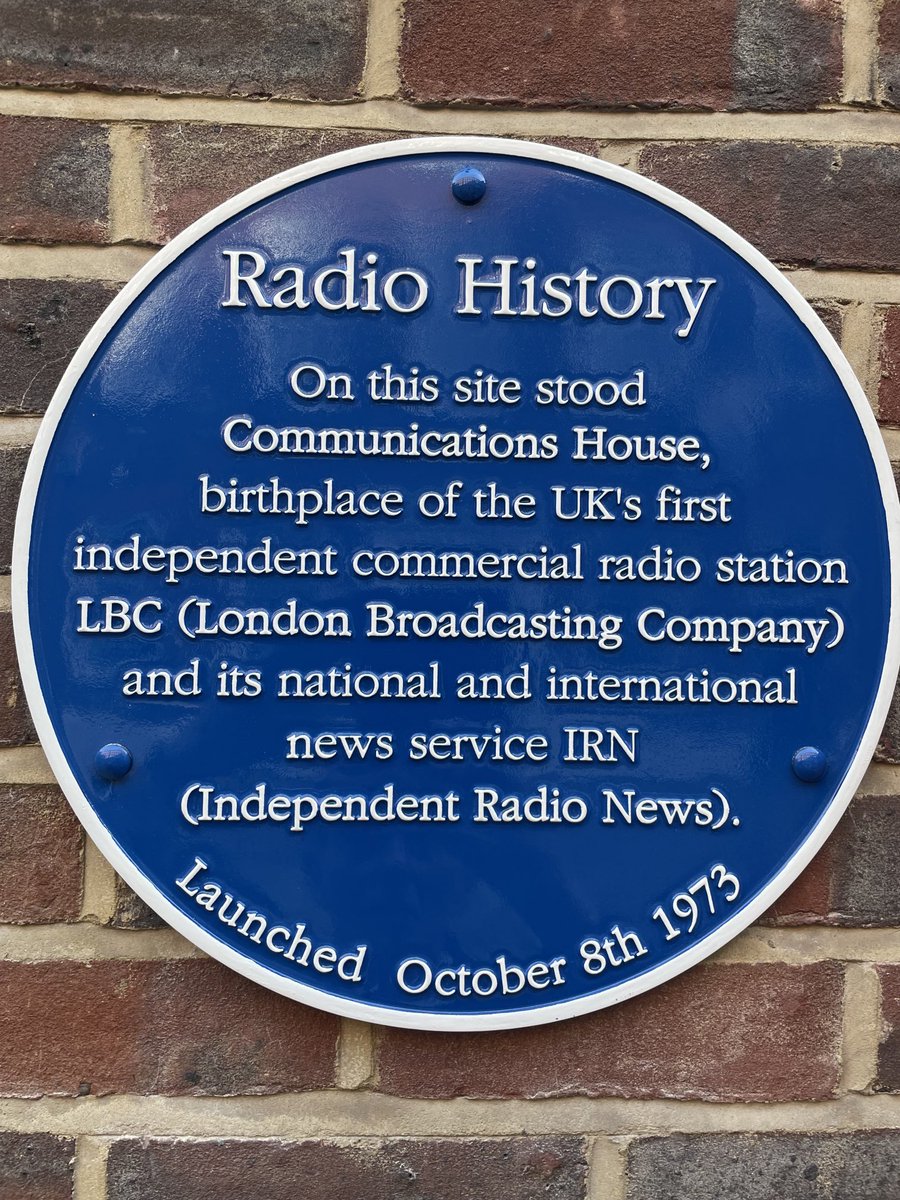 Radio History
On this site stood
Communications House,
birthplace of the UK's first
independent commercial radio station
LBC (London Broadcasting Company)
and its national and international
news service IRN
(Independent Radio News).
Launched October 8th 1973